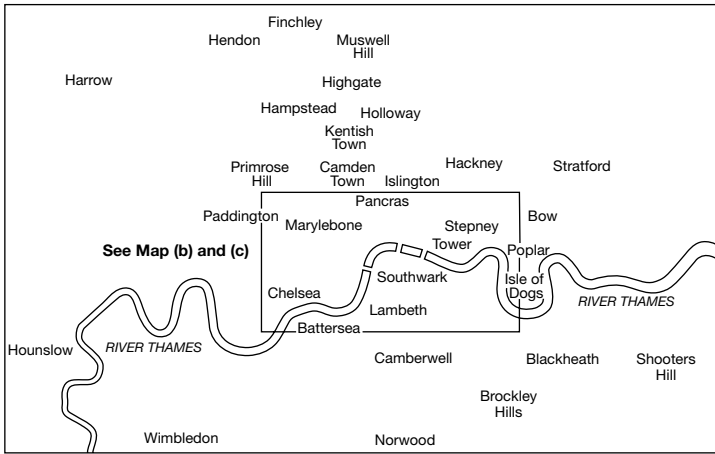 Finchley
Hendon
Muswell
Hill
Harrow
Highgate
Hampstead
Holloway
Kentish
Town
Primrose
Hill
Camden
Town
Islington
Hackney
Stratford
Pancras
Paddington
Marylebone
Stepney
Bow
Tower
Poplar
See Map (b) and (c)
Southwark
Isle of
Dogs
Chelsea
RIVER THAMES
Lambeth
Battersea
RIVER THAMES
Hounslow
Camberwell
Blackheath
Shooters
Hill
Brockley
Hills
Wimbledon
Norwood